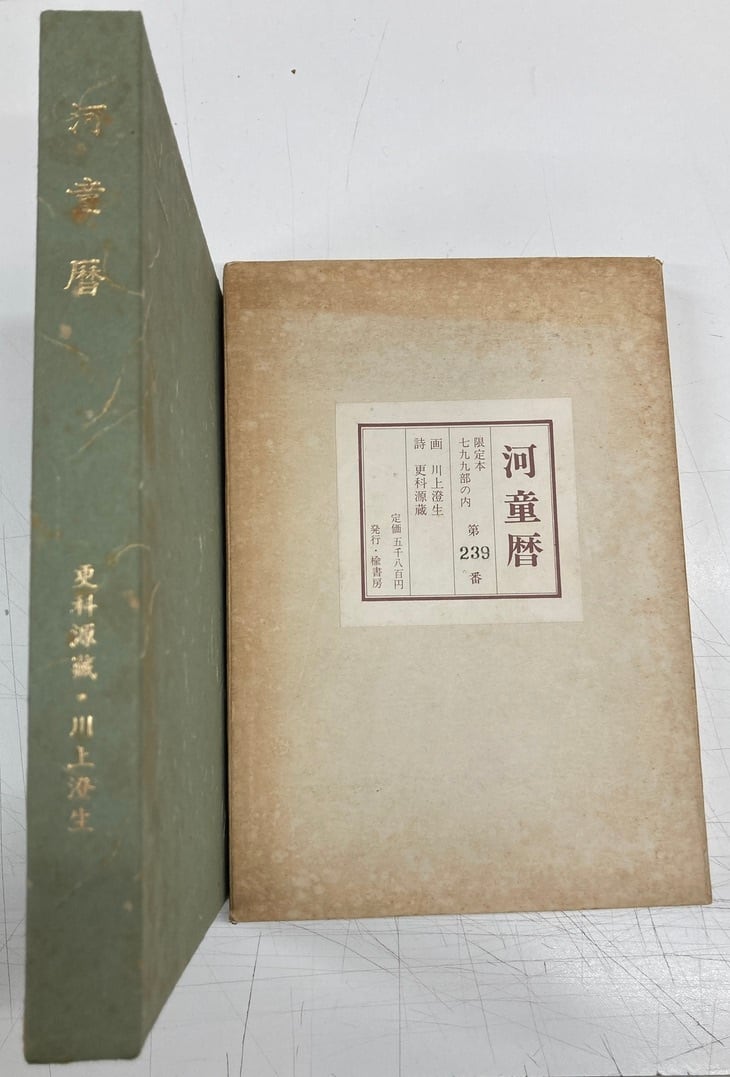 河童暦
更科源蔵・川上澄生
河童暦
限定本
七九九部の内
第
239
番
画 川上澄生
詩 更科源蔵
定価 五千八百円
発行・楡書房